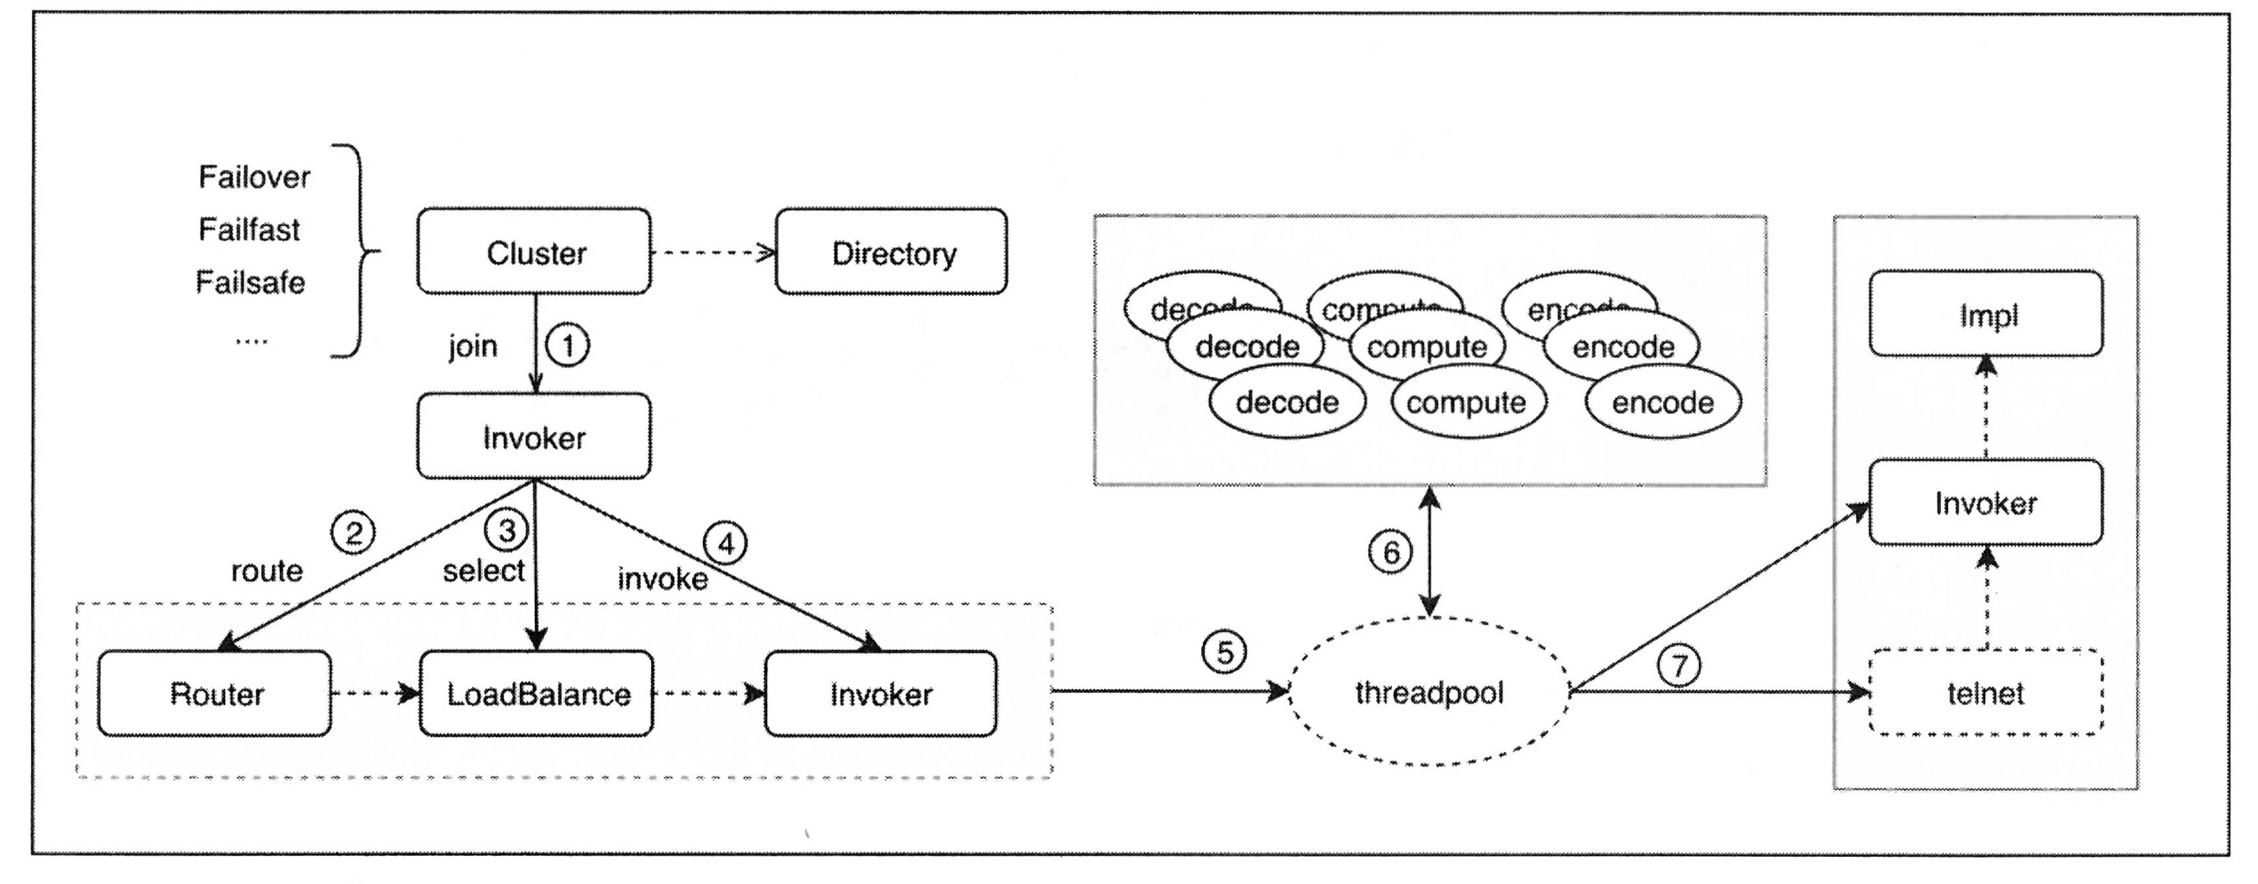 Failover
Failfast
Failsafe
....
Cluster
Directory
join
①
Invoker
②
route
③
select
④
invoke
Router
LoadBalance
Invoker
⑤
threadpool
⑥
decode
compute
encode
decode
compute
encode
decode
compute
encode
⑦
Impl
Invoker
telnet